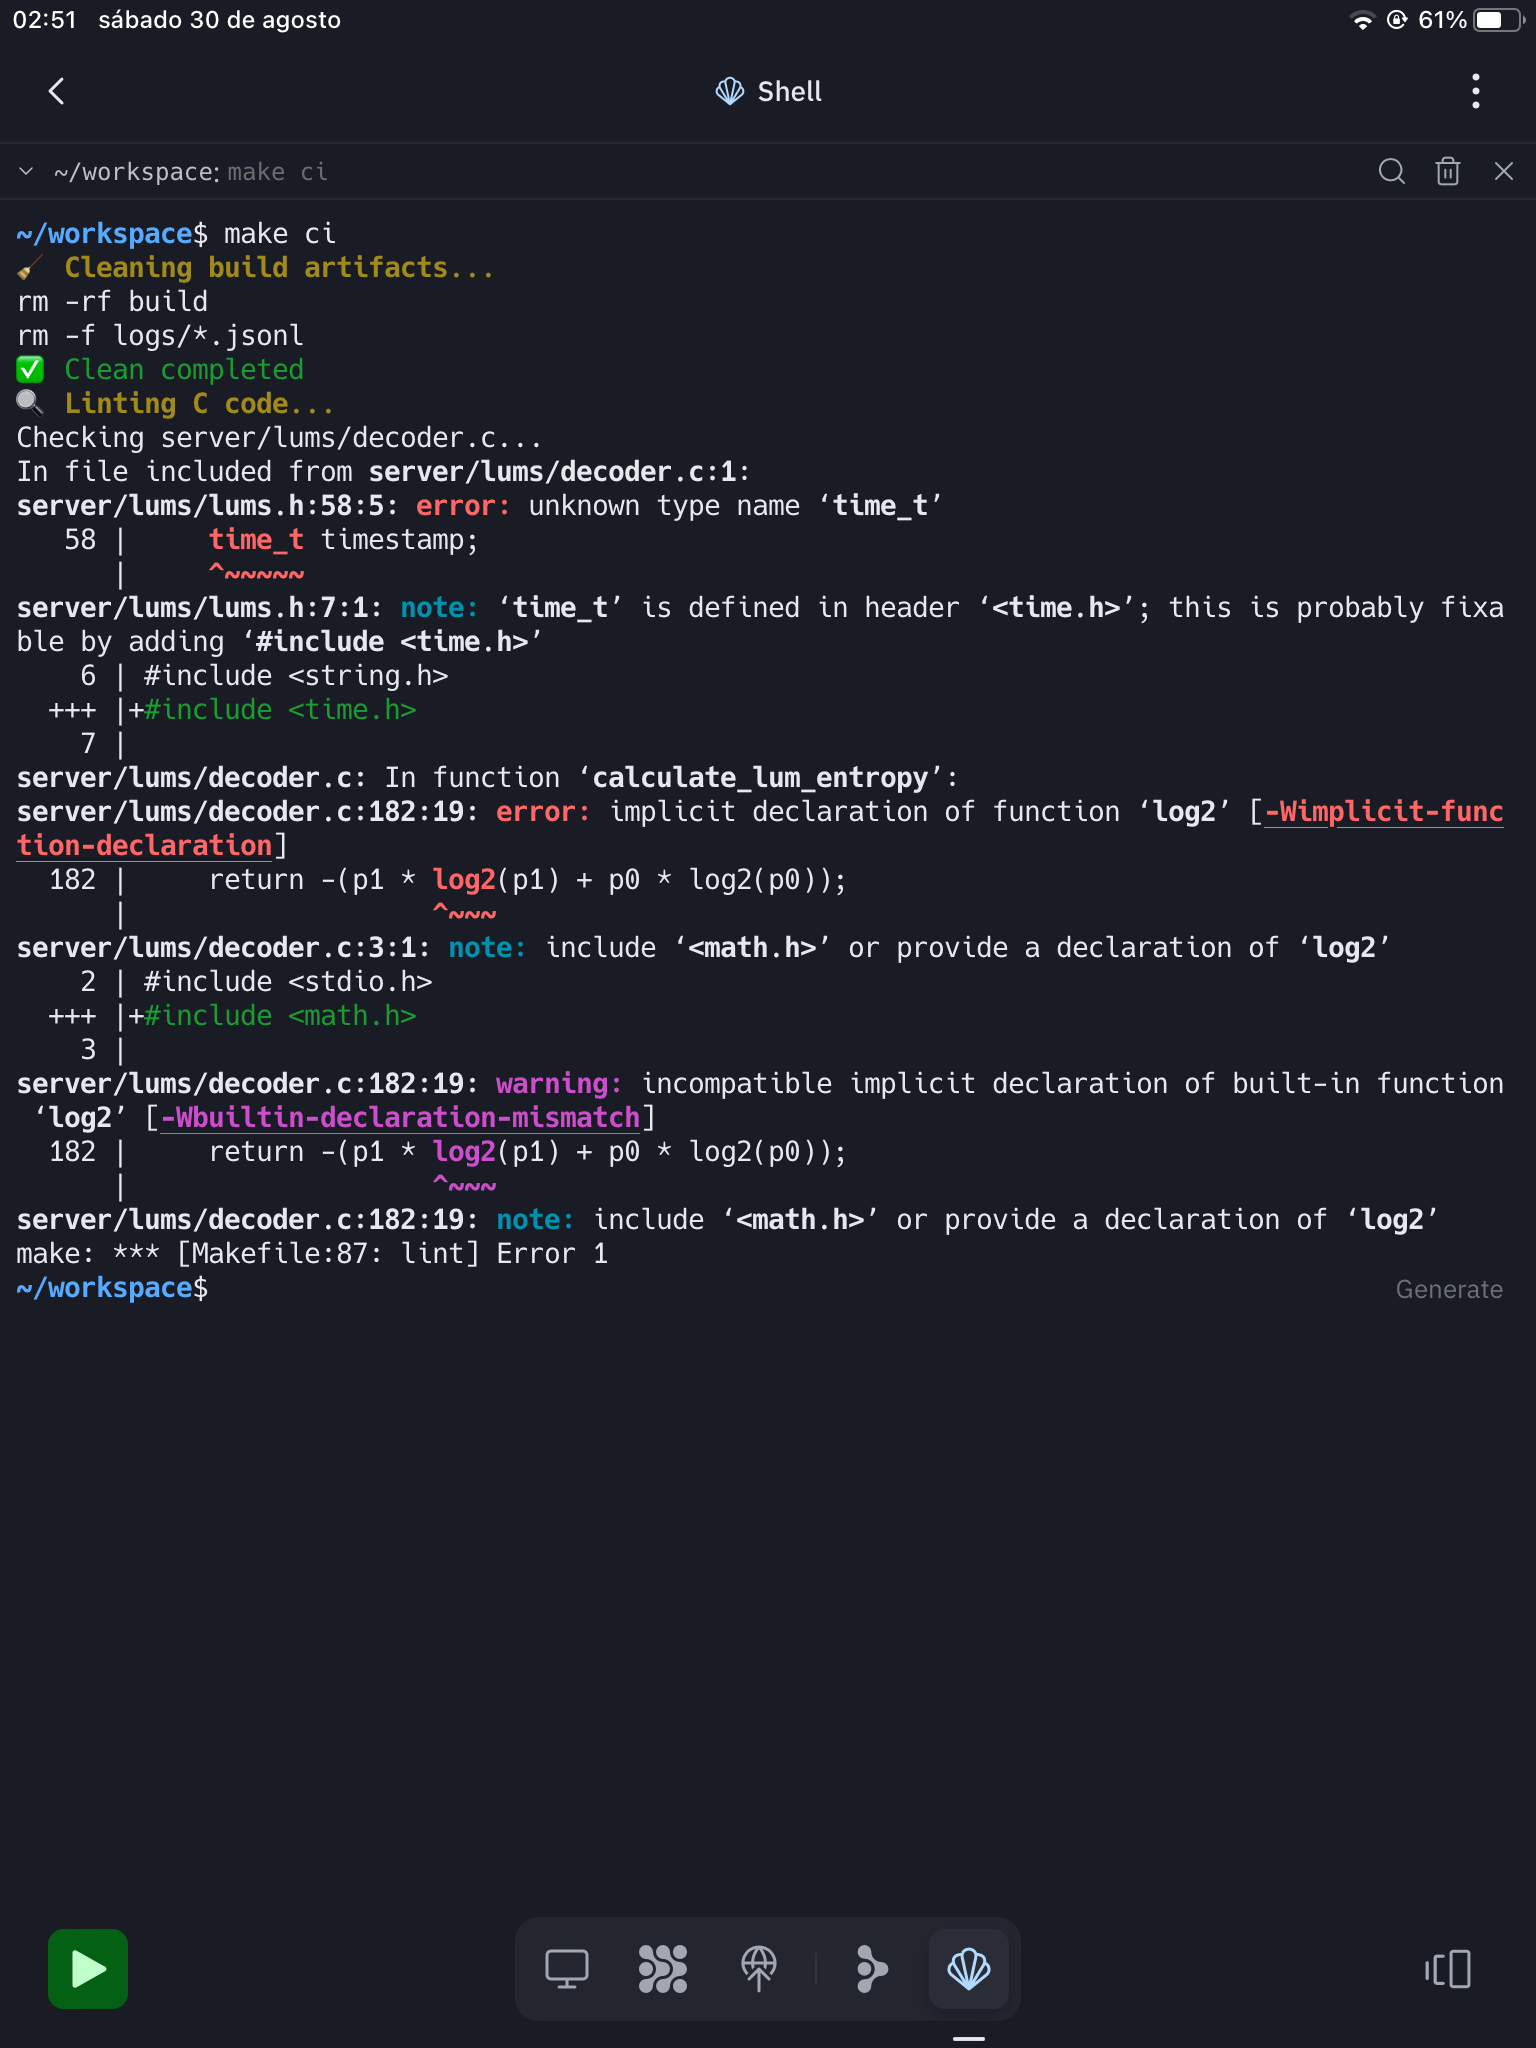 02:51 sábado 30 de agosto 61%
Shell
~/workspace: make ci
~/workspace$ make ci
🧹 Cleaning build artifacts...
rm -rf build
rm -f logs/*.jsonl
✅ Clean completed
🔍 Linting C code...
Checking server/lums/decoder.c...
In file included from server/lums/decoder.c:1:
server/lums/lums.h:58:5: error: unknown type name ‘time_t’
   58 |     time_t timestamp;
      |     ^~~~~~
server/lums/lums.h:7:1: note: ‘time_t’ is defined in header ‘<time.h>’; this is probably fixa
ble by adding ‘#include <time.h>’
    6 | #include <string.h>
  +++ |+#include <time.h>
    7 |
server/lums/decoder.c: In function ‘calculate_lum_entropy’:
server/lums/decoder.c:182:19: error: implicit declaration of function ‘log2’ [-Wimplicit-func
tion-declaration]
  182 |     return -(p1 * log2(p1) + p0 * log2(p0));
      |                   ^~~~
server/lums/decoder.c:3:1: note: include ‘<math.h>’ or provide a declaration of ‘log2’
    2 | #include <stdio.h>
  +++ |+#include <math.h>
    3 |
server/lums/decoder.c:182:19: warning: incompatible implicit declaration of built-in function
 ‘log2’ [-Wbuiltin-declaration-mismatch]
  182 |     return -(p1 * log2(p1) + p0 * log2(p0));
      |                   ^~~~
server/lums/decoder.c:182:19: note: include ‘<math.h>’ or provide a declaration of ‘log2’
make: *** [Makefile:87: lint] Error 1
~/workspace$
Generate